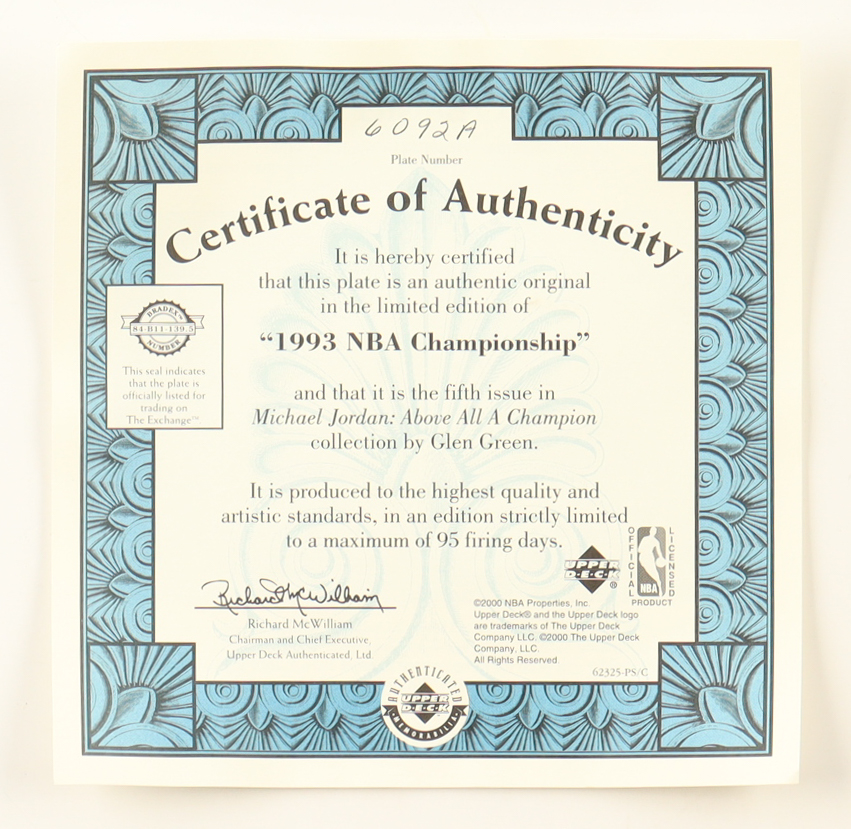 6092A
Plate Number
Certificate of Authenticity
It is hereby certified
that this plate is an authentic original
in the limited edition of
“1993 NBA Championship”
and that it is the fifth issue in
Michael Jordan: Above All A Champion
collection by Glen Green.
It is produced to the highest quality and
artistic standards, in an edition strictly limited
to a maximum of 95 firing days.
BRADEX™
84-B11-139.5
NUMBER
This seal indicates
that the plate is
officially listed for
trading on
The Exchange™
Richard McWilliam
Richard McWilliam
Chairman and Chief Executive,
Upper Deck Authenticated, Ltd.
UPPER
DECK®
OFFICIAL
LICENSED
NBA
PRODUCT
©2000 NBA Properties, Inc.
Upper Deck® and the Upper Deck logo
are trademarks of The Upper Deck
Company LLC. ©2000 The Upper Deck
Company, LLC.
All Rights Reserved.
62325-PS/C
AUTHENTICATED
UPPER
DECK
MEMORABILIA